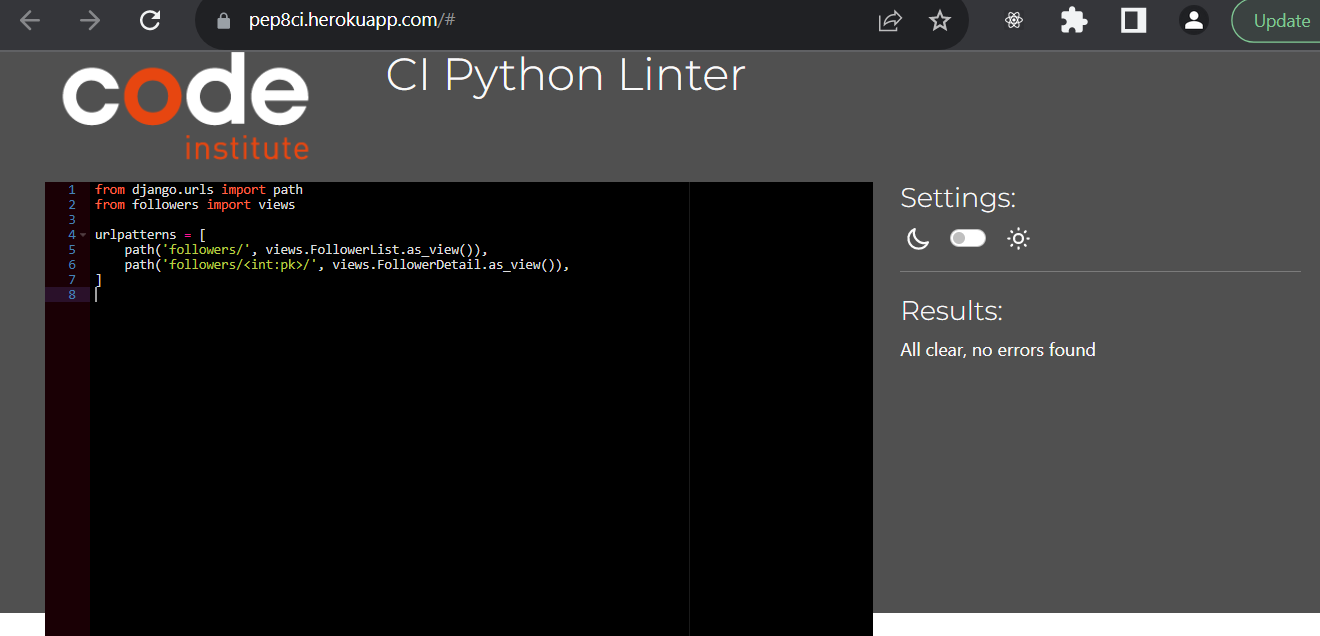 pep8ci.herokuapp.com/#
Update
code
institute
CI Python Linter
1 from django.urls import path
2 from followers import views
3
4 urlpatterns = [
5     path('followers/', views.FollowerList.as_view()),
6     path('followers/<int:pk>/', views.FollowerDetail.as_view()),
7 ]
8
Settings:
Results:
All clear, no errors found